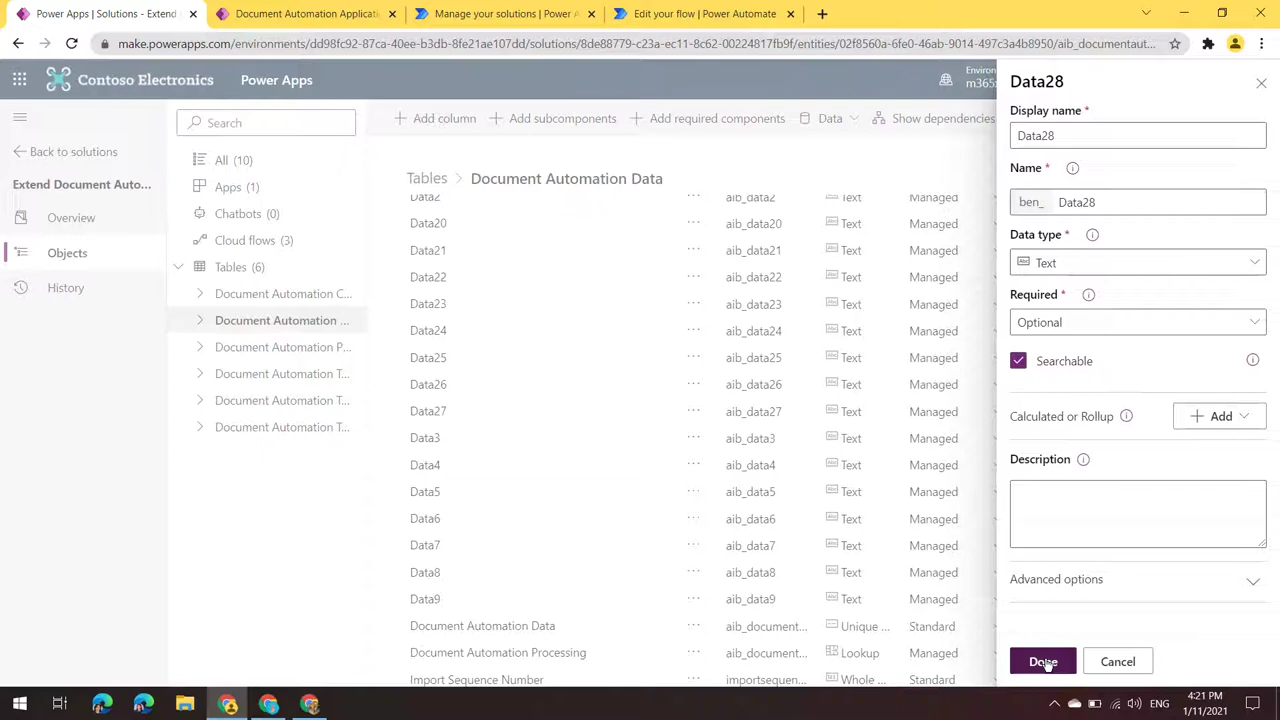 Power Apps | Solutions - Extend
Document Automation Applicati
Manage your solutions | Power A
Edit your flow | Power Automate
make.powerapps.com/environments/dd98fc92-87ca-40ee-b3db-8fe21ae107dd/solutions/8de88779-c23a-ec11-8c62-00224817fb9f/entities/02f8560a-6fe0-46ab-9014-497c3a4b8950/aib_documentaut...
Contoso Electronics
Power Apps
Environ
m365x
Back to solutions
Extend Document Auto...
Overview
Objects
History
Search
All (10)
Apps (1)
Chatbots (0)
Cloud flows (3)
Tables (6)
Document Automation C...
Document Automation ...
Document Automation P...
Document Automation T...
Document Automation T...
Document Automation T...
Add column
Add subcomponents
Add required components
Data
Show dependencies
Tables > Document Automation Data
Data2 ... aib_data2 Text Managed
Data20 ... aib_data20 Text Managed
Data21 ... aib_data21 Text Managed
Data22 ... aib_data22 Text Managed
Data23 ... aib_data23 Text Managed
Data24 ... aib_data24 Text Managed
Data25 ... aib_data25 Text Managed
Data26 ... aib_data26 Text Managed
Data27 ... aib_data27 Text Managed
Data3 ... aib_data3 Text Managed
Data4 ... aib_data4 Text Managed
Data5 ... aib_data5 Text Managed
Data6 ... aib_data6 Text Managed
Data7 ... aib_data7 Text Managed
Data8 ... aib_data8 Text Managed
Data9 ... aib_data9 Text Managed
Document Automation Data ... aib_document... Unique ... Standard
Document Automation Processing ... aib_document... Lookup Managed
Import Sequence Number ... importsequen... Whole ... Standard
Data28
Display name *
Data28
Name *
ben_ Data28
Data type *
Abc Text
Required *
Optional
Searchable
Calculated or Rollup
Add
Description
Advanced options
Done
Cancel
ENG
4:21 PM
1/11/2021